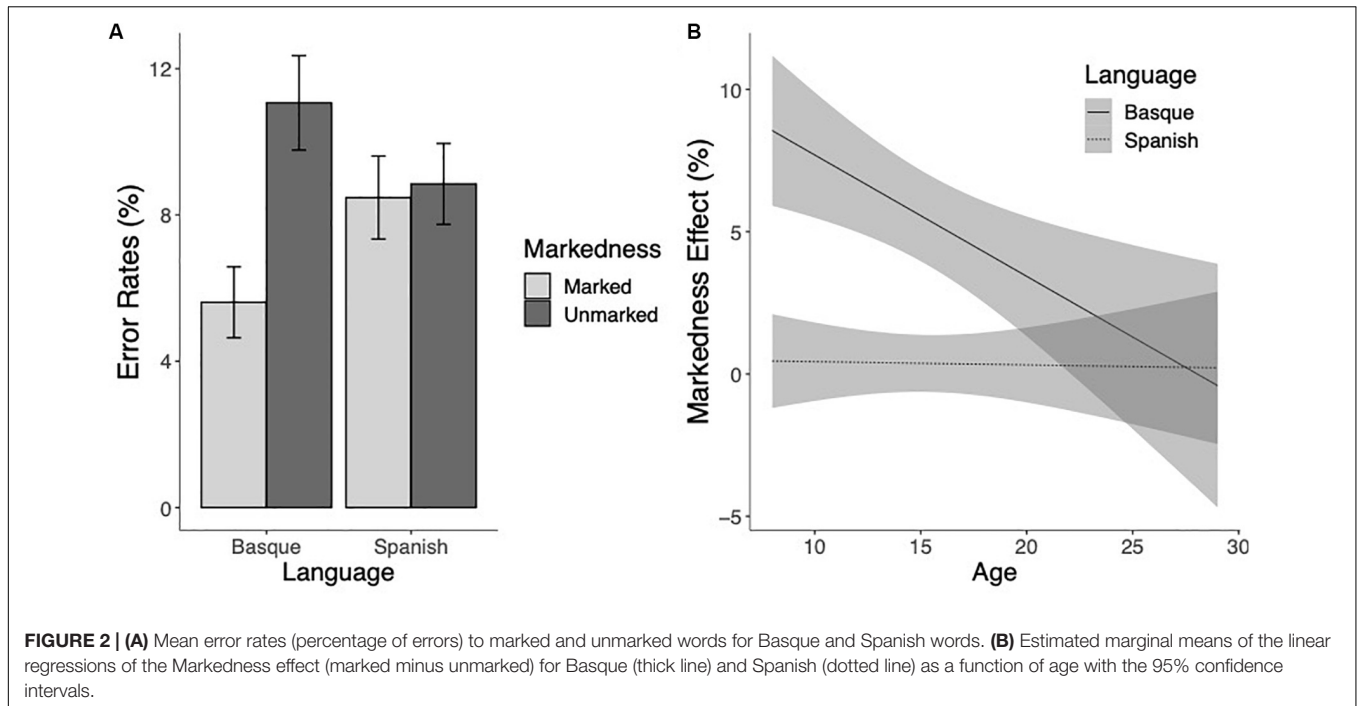 A
12
8
4
0
Error Rates (%)
Basque
Spanish
Language
Markedness
Marked
Unmarked
B
10
5
0
−5
Markedness Effect (%)
10
15
20
25
30
Age
Language
Basque
Spanish
FIGURE 2 | (A) Mean error rates (percentage of errors) to marked and unmarked words for Basque and Spanish words. (B) Estimated marginal means of the linear
regressions of the Markedness effect (marked minus unmarked) for Basque (thick line) and Spanish (dotted line) as a function of age with the 95% confidence
intervals.